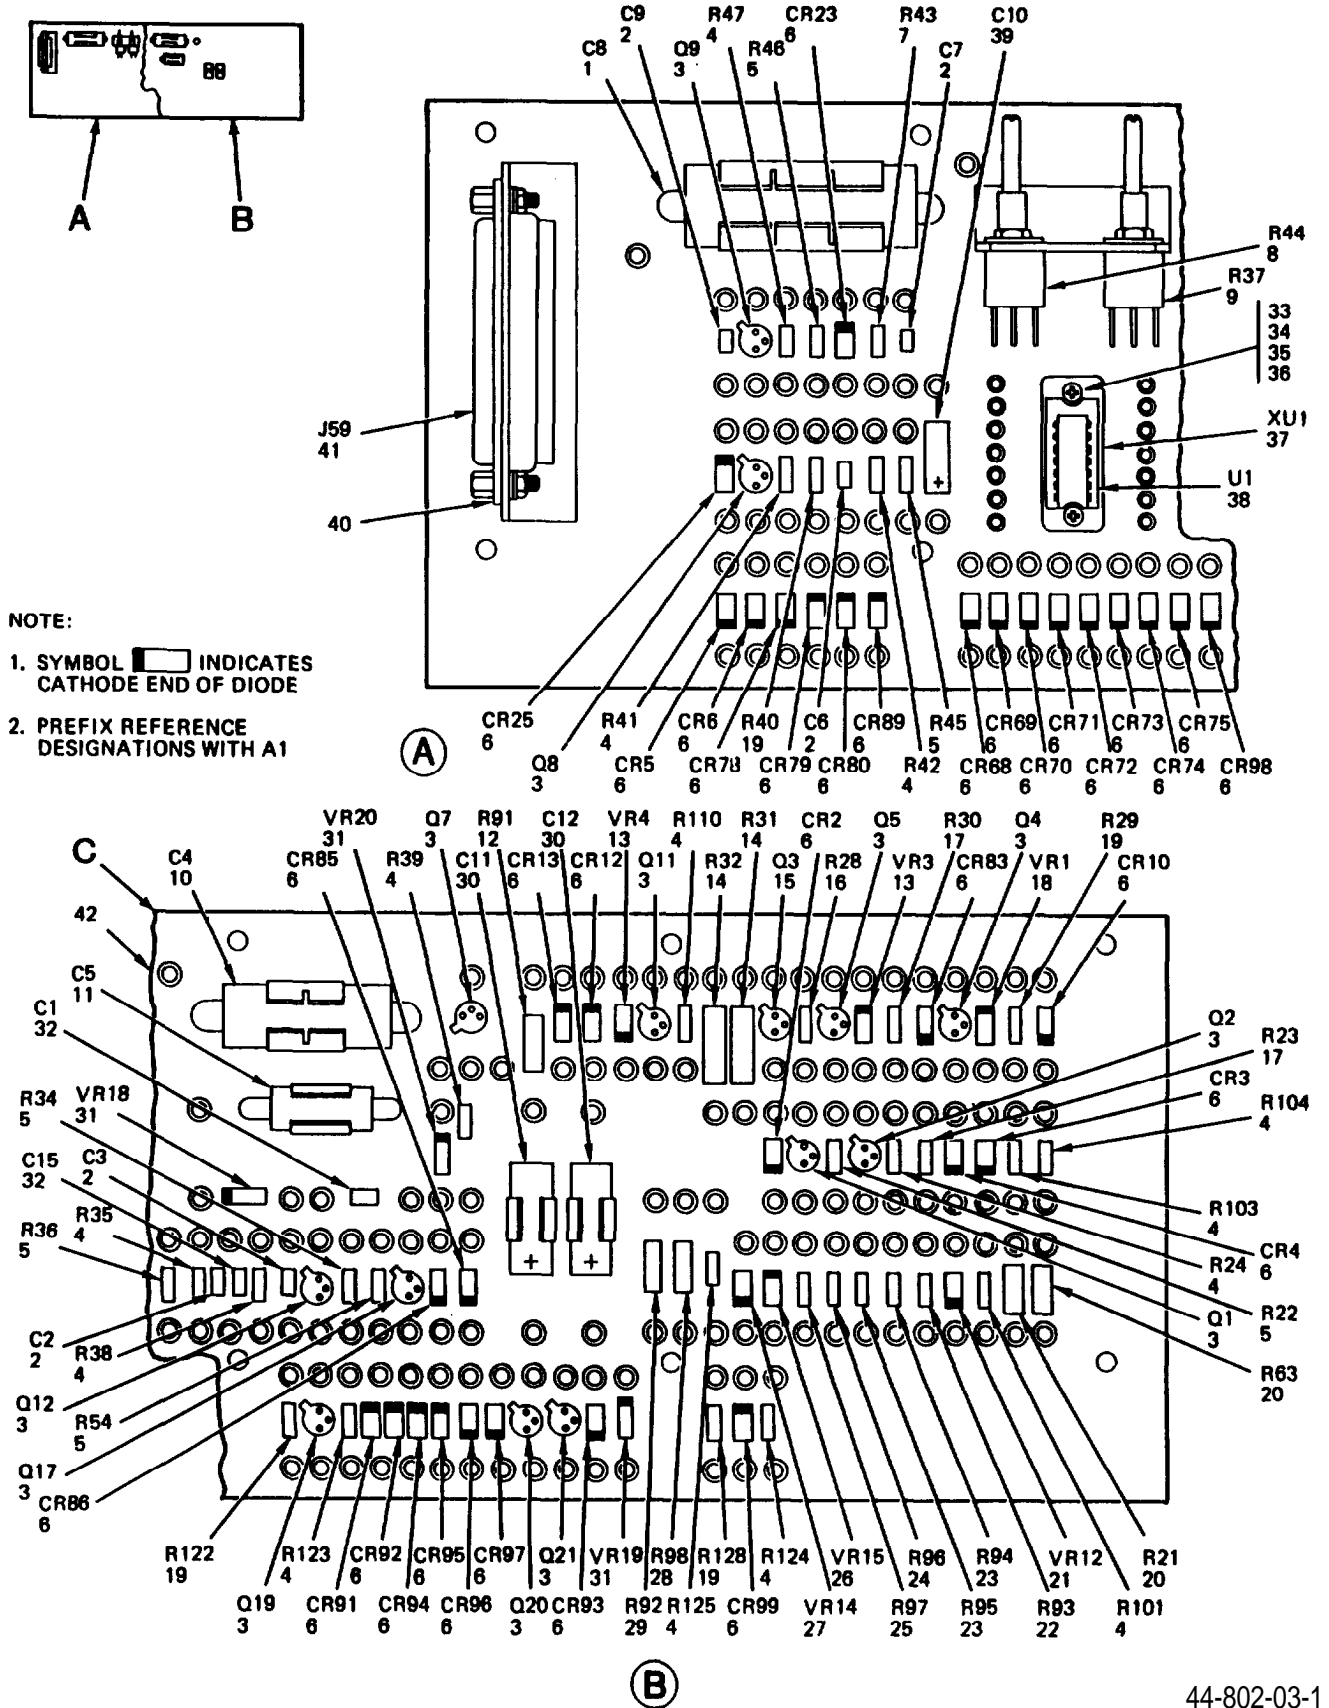 C9 R47 CR23 R43 C10
2 4 6 7 39
C8 Q9 R46 C7
1 3 5 2
A B
R44
8
R37
9
33
34
35
36
J59
41
XU1
37
U1
38
40
+
NOTE:
1. SYMBOL INDICATES
CATHODE END OF DIODE
2. PREFIX REFERENCE
DESIGNATIONS WITH A1
A
CR25 R41 CR6 R40 C6 CR89 R45 CR69 CR71 CR73 CR75
6 4 6 19 2 6 5 6 6 6 6
Q8 CR5 CR78 CR79 CR80 R42 CR68 CR70 CR72 CR74 CR98
3 6 6 6 6 4 6 6 6 6 6
VR20 Q7 R91 C12 VR4 R110 R31 CR2 Q5 R30 Q4 R29
31 3 12 30 13 4 14 6 3 17 3 19
C
C4 CR85 R39 C11 CR13 CR12 Q11 R32 Q3 R28 VR3 CR83 VR1 CR10
10 6 4 30 6 6 3 14 15 16 13 6 18 6
42
C5
11
C1
32
Q2
3
R23
17
R34 VR18
5 31
CR3
6
R104
4
C15 C3
32 2
R36 R35
5 4
R103
4
+ +
CR4
6
R24
4
R22
5
Q1
3
C2 R38
2 4
R63
20
Q12 R54
3 5
Q17
3
CR86
6
R122 R123 CR92 CR95 CR97 Q21 VR19 R98 R128 R124 VR15 R96 R94 VR12 R21
19 4 6 6 6 3 31 28 19 4 26 24 23 21 20
Q19 CR91 CR94 CR96 Q20 CR93 R92 R125 CR99 VR14 R97 R95 R93 R101
3 6 6 6 3 6 29 4 6 27 25 23 22 4
B
44-802-03-1